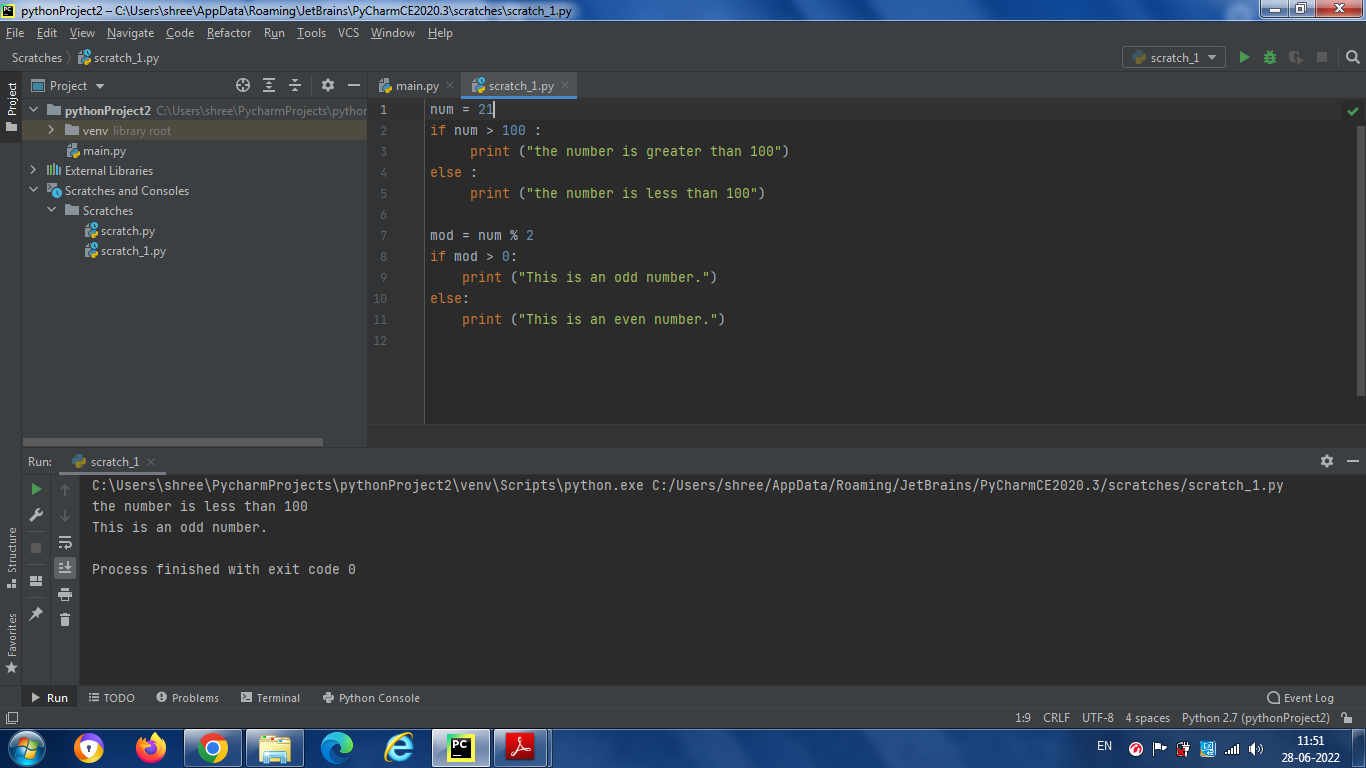 pythonProject2 – C:\Users\shree\AppData\Roaming\JetBrains\PyCharmCE2020.3\scratches\scratch_1.py
File Edit View Navigate Code Refactor Run Tools VCS Window Help
Scratches scratch_1.py
scratch_1
Project
Project
main.py scratch_1.py
pythonProject2 C:\Users\shree\PycharmProjects\python
venv library root
main.py
External Libraries
Scratches and Consoles
Scratches
scratch.py
scratch_1.py
1 num = 21
2 if num > 100 :
3 print ("the number is greater than 100")
4 else :
5 print ("the number is less than 100")
6
7 mod = num % 2
8 if mod > 0:
9 print ("This is an odd number.")
10 else:
11 print ("This is an even number.")
12
Run: scratch_1
C:\Users\shree\PycharmProjects\pythonProject2\venv\Scripts\python.exe C:/Users/shree/AppData/Roaming/JetBrains/PyCharmCE2020.3/scratches/scratch_1.py
the number is less than 100
This is an odd number.
Process finished with exit code 0
Structure
Favorites
Run TODO Problems Terminal Python Console Event Log
1:9 CRLF UTF-8 4 spaces Python 2.7 (pythonProject2)
PC
EN
11:51
28-06-2022